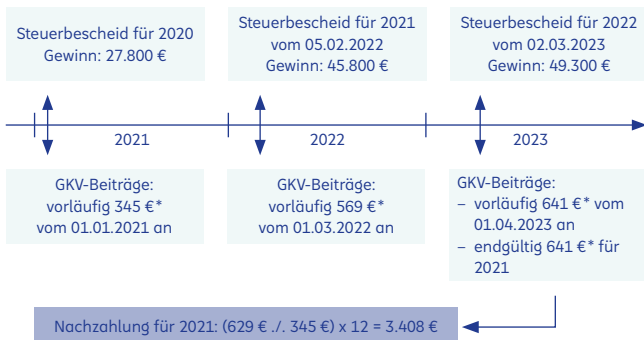 Steuerbescheid für 2020
Gewinn: 27.800 €
Steuerbescheid für 2021
vom 05.02.2022
Gewinn: 45.800 €
Steuerbescheid für 2022
vom 02.03.2023
Gewinn: 49.300 €
2021
2022
2023
GKV-Beiträge:
vorläufig 345 €*
vom 01.01.2021 an
GKV-Beiträge:
vorläufig 569 €*
vom 01.03.2022 an
GKV-Beiträge:
– vorläufig 641 €* vom
01.04.2023 an
– endgültig 641 €* für
2021
Nachzahlung für 2021: (629 € ./. 345 €) x 12 = 3.408 €